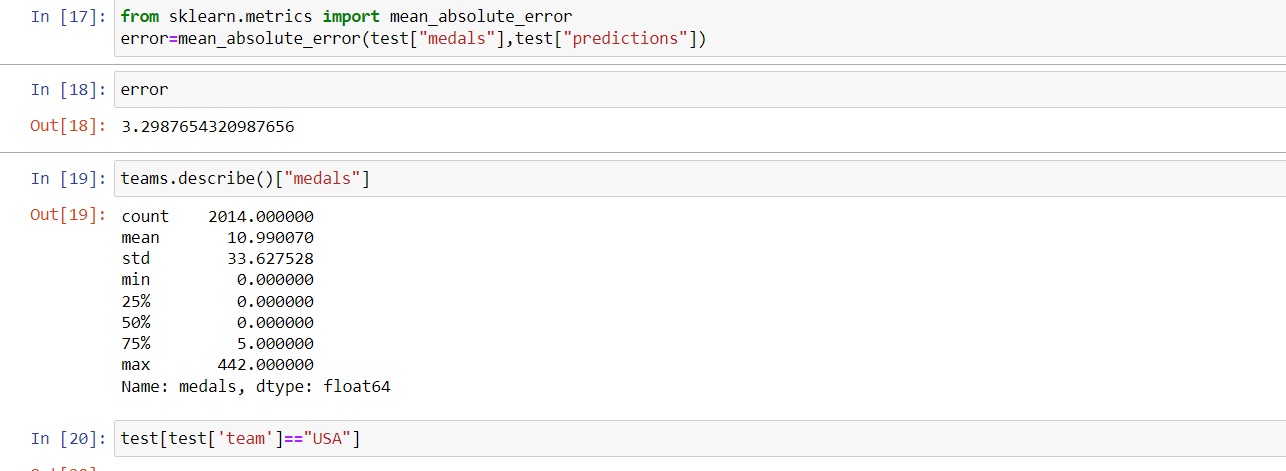 In [17]: from sklearn.metrics import mean_absolute_error
error=mean_absolute_error(test["medals"],test["predictions"])
In [18]: error
Out[18]: 3.2987654320987656
In [19]: teams.describe()["medals"]
Out[19]: count 2014.000000
mean 10.990070
std 33.627528
min 0.000000
25% 0.000000
50% 0.000000
75% 5.000000
max 442.000000
Name: medals, dtype: float64
In [20]: test[test['team']=="USA"]